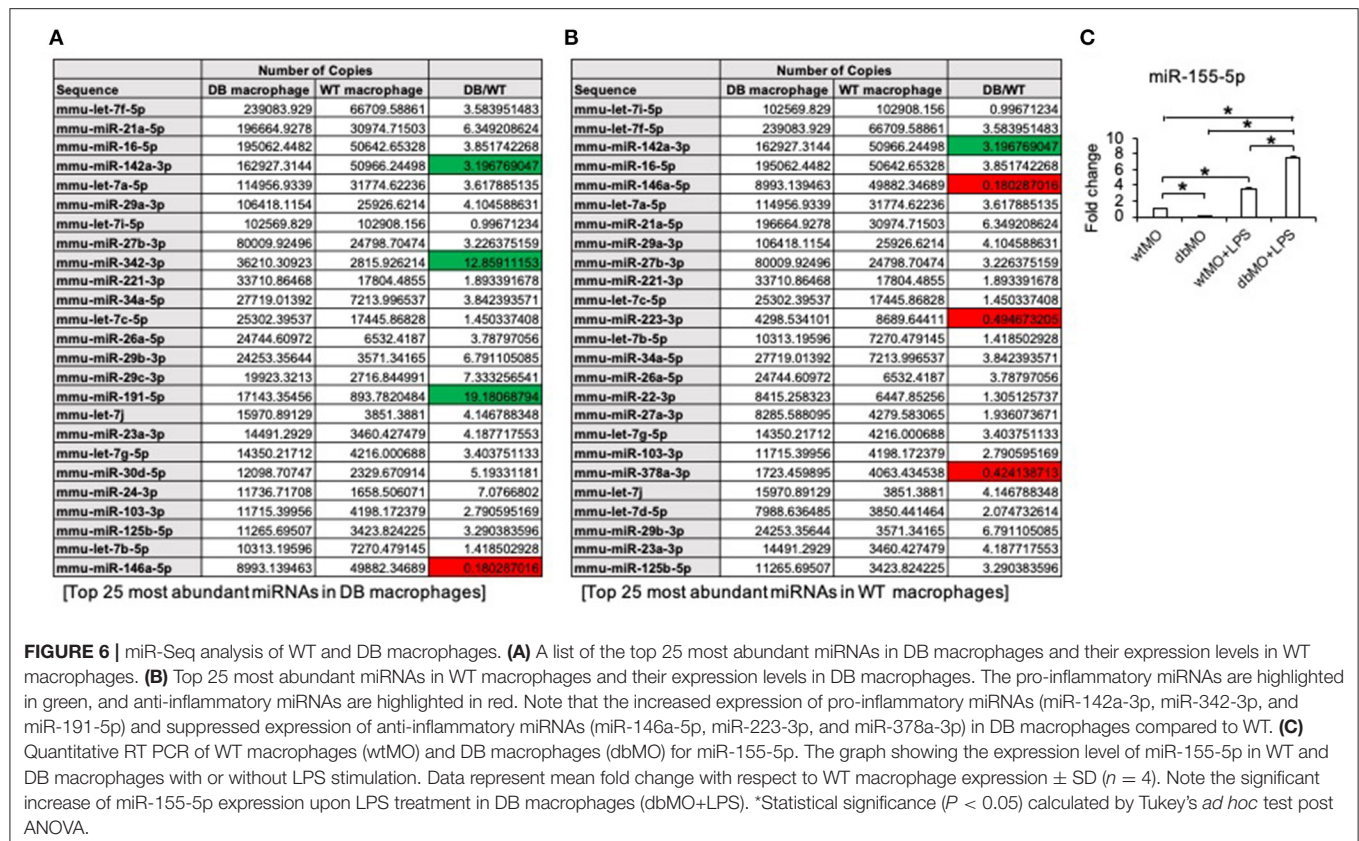 A
Number of Copies
Sequence DB macrophage WT macrophage DB/WT
mmu-let-7f-5p 239083.929 66709.58861 3.583951483
mmu-miR-21a-5p 196664.9278 30974.71503 6.349208624
mmu-miR-16-5p 195062.4482 50642.65328 3.851742268
mmu-miR-142a-3p 162927.3144 50966.24498 3.196769047
mmu-let-7a-5p 114956.9339 31774.62236 3.617885135
mmu-miR-29a-3p 106418.1154 25926.6214 4.104588631
mmu-let-7i-5p 102569.829 102908.156 0.99671234
mmu-miR-27b-3p 80009.92496 24798.70474 3.226375159
mmu-miR-342-3p 36210.30923 2815.926214 12.85911153
mmu-miR-221-3p 33710.86468 17804.4855 1.893391678
mmu-miR-34a-5p 27719.01392 7213.996537 3.842393571
mmu-let-7c-5p 25302.39537 17445.86828 1.450337408
mmu-miR-26a-5p 24744.60972 6532.4187 3.78797056
mmu-miR-29b-3p 24253.35644 3571.34165 6.791105085
mmu-miR-29c-3p 19923.3213 2716.844991 7.333256541
mmu-miR-191-5p 17143.35456 893.7820484 19.18068794
mmu-let-7j 15970.89129 3851.3881 4.146788348
mmu-miR-23a-3p 14491.2929 3460.427479 4.187717553
mmu-let-7g-5p 14350.21712 4216.000688 3.403751133
mmu-miR-30d-5p 12098.70747 2329.670914 5.19331181
mmu-miR-24-3p 11736.71708 1658.506071 7.0766802
mmu-miR-103-3p 11715.39956 4198.172379 2.790595169
mmu-miR-125b-5p 11265.69507 3423.824225 3.290383596
mmu-let-7b-5p 10313.19596 7270.479145 1.418502928
mmu-miR-146a-5p 8993.139463 49882.34689 0.180287016
[Top 25 most abundant miRNAs in DB macrophages]
B
Number of Copies
Sequence DB macrophage WT macrophage DB/WT
mmu-let-7i-5p 102569.829 102908.156 0.99671234
mmu-let-7f-5p 239083.929 66709.58861 3.583951483
mmu-miR-142a-3p 162927.3144 50966.24498 3.196769047
mmu-miR-16-5p 195062.4482 50642.65328 3.851742268
mmu-miR-146a-5p 8993.139463 49882.34689 0.180287016
mmu-let-7a-5p 114956.9339 31774.62236 3.617885135
mmu-miR-21a-5p 196664.9278 30974.71503 6.349208624
mmu-miR-29a-3p 106418.1154 25926.6214 4.104588631
mmu-miR-27b-3p 80009.92496 24798.70474 3.226375159
mmu-miR-221-3p 33710.86468 17804.4855 1.893391678
mmu-let-7c-5p 25302.39537 17445.86828 1.450337408
mmu-miR-223-3p 4298.534101 8689.64411 0.494673205
mmu-let-7b-5p 10313.19596 7270.479145 1.418502928
mmu-miR-34a-5p 27719.01392 7213.996537 3.842393571
mmu-miR-26a-5p 24744.60972 6532.4187 3.78797056
mmu-miR-22-3p 8415.258323 6447.85256 1.305125737
mmu-miR-27a-3p 8285.588095 4279.583065 1.936073671
mmu-let-7g-5p 14350.21712 4216.000688 3.403751133
mmu-miR-103-3p 11715.39956 4198.172379 2.790595169
mmu-miR-378a-3p 1723.459895 4063.434538 0.424138713
mmu-let-7j 15970.89129 3851.3881 4.146788348
mmu-let-7d-5p 7988.636485 3850.441464 2.074732614
mmu-miR-29b-3p 24253.35644 3571.34165 6.791105085
mmu-miR-23a-3p 14491.2929 3460.427479 4.187717553
mmu-miR-125b-5p 11265.69507 3423.824225 3.290383596
[Top 25 most abundant miRNAs in WT macrophages]
C
miR-155-5p
*
*
*
*
*
Fold change
10
8
6
4
2
0
wtMO
dbMO
wtMO+LPS
dbMO+LPS
FIGURE 6 | miR-Seq analysis of WT and DB macrophages. (A) A list of the top 25 most abundant miRNAs in DB macrophages and their expression levels in WT
macrophages. (B) Top 25 most abundant miRNAs in WT macrophages and their expression levels in DB macrophages. The pro-inflammatory miRNAs are highlighted
in green, and anti-inflammatory miRNAs are highlighted in red. Note that the increased expression of pro-inflammatory miRNAs (miR-142a-3p, miR-342-3p, and
miR-191-5p) and suppressed expression of anti-inflammatory miRNAs (miR-146a-5p, miR-223-3p, and miR-378a-3p) in DB macrophages compared to WT. (C)
Quantitative RT PCR of WT macrophages (wtMO) and DB macrophages (dbMO) for miR-155-5p. The graph showing the expression level of miR-155-5p in WT and
DB macrophages with or without LPS stimulation. Data represent mean fold change with respect to WT macrophage expression ± SD (n = 4). Note the significant
increase of miR-155-5p expression upon LPS treatment in DB macrophages (dbMO+LPS). *Statistical significance (P < 0.05) calculated by Tukey's ad hoc test post
ANOVA.